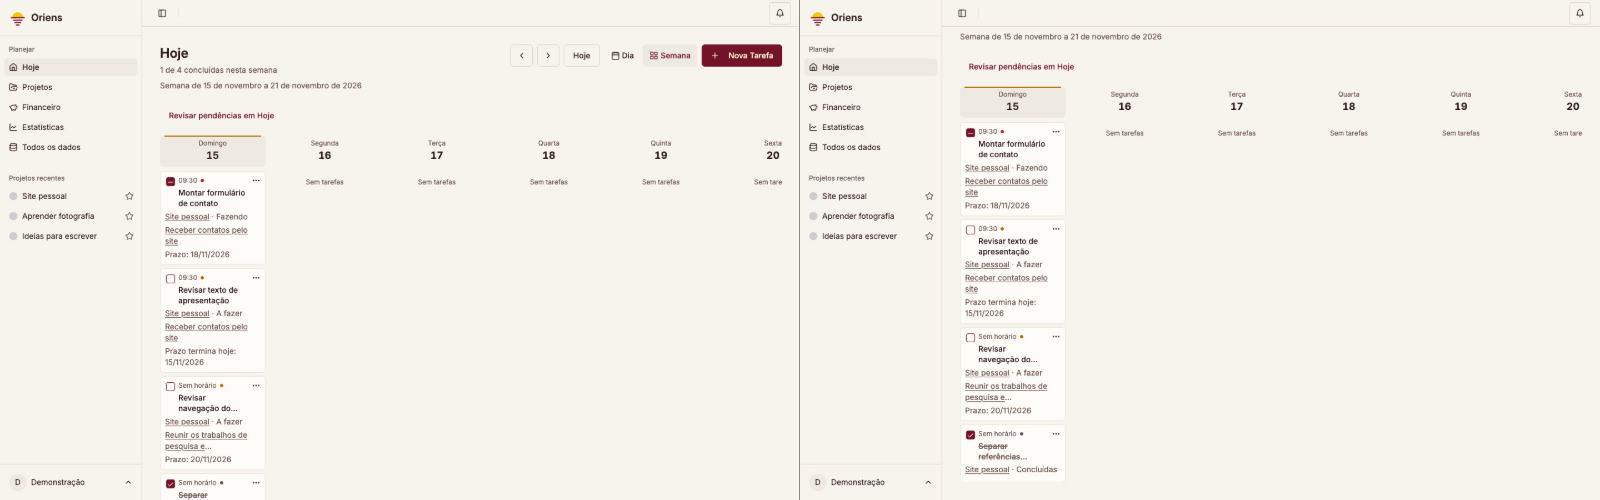 Oriens
Planejar
Hoje
Projetos
Financeiro
Estatísticas
Todos os dados
Projetos recentes
Site pessoal
Aprender fotografia
Ideias para escrever
D Demonstração
Hoje
1 de 4 concluídas nesta semana
Semana de 15 de novembro a 21 de novembro de 2026
Hoje Dia Semana + Nova Tarefa
Revisar pendências em Hoje
Domingo Segunda Terça Quarta Quinta Sexta
15 16 17 18 19 20
Sem tarefas Sem tarefas Sem tarefas Sem tarefas Sem tare
09:30
Montar formulário
de contato
Site pessoal · Fazendo
Receber contatos pelo
site
Prazo: 18/11/2026
09:30
Revisar texto de
apresentação
Site pessoal · A fazer
Receber contatos pelo
site
Prazo termina hoje:
15/11/2026
Sem horário
Revisar
navegação do...
Site pessoal · A fazer
Reunir os trabalhos de
pesquisa e...
Prazo: 20/11/2026
Sem horário
Separar
Oriens
Planejar
Hoje
Projetos
Financeiro
Estatísticas
Todos os dados
Projetos recentes
Site pessoal
Aprender fotografia
Ideias para escrever
D Demonstração
Semana de 15 de novembro a 21 de novembro de 2026
Revisar pendências em Hoje
Domingo Segunda Terça Quarta Quinta Sexta
15 16 17 18 19 20
Sem tarefas Sem tarefas Sem tarefas Sem tarefas Sem tare
09:30
Montar formulário
de contato
Site pessoal · Fazendo
Receber contatos pelo
site
Prazo: 18/11/2026
09:30
Revisar texto de
apresentação
Site pessoal · A fazer
Receber contatos pelo
site
Prazo termina hoje:
15/11/2026
Sem horário
Revisar
navegação do...
Site pessoal · A fazer
Reunir os trabalhos de
pesquisa e...
Prazo: 20/11/2026
Sem horário
Separar
referências...
Site pessoal · Concluídas